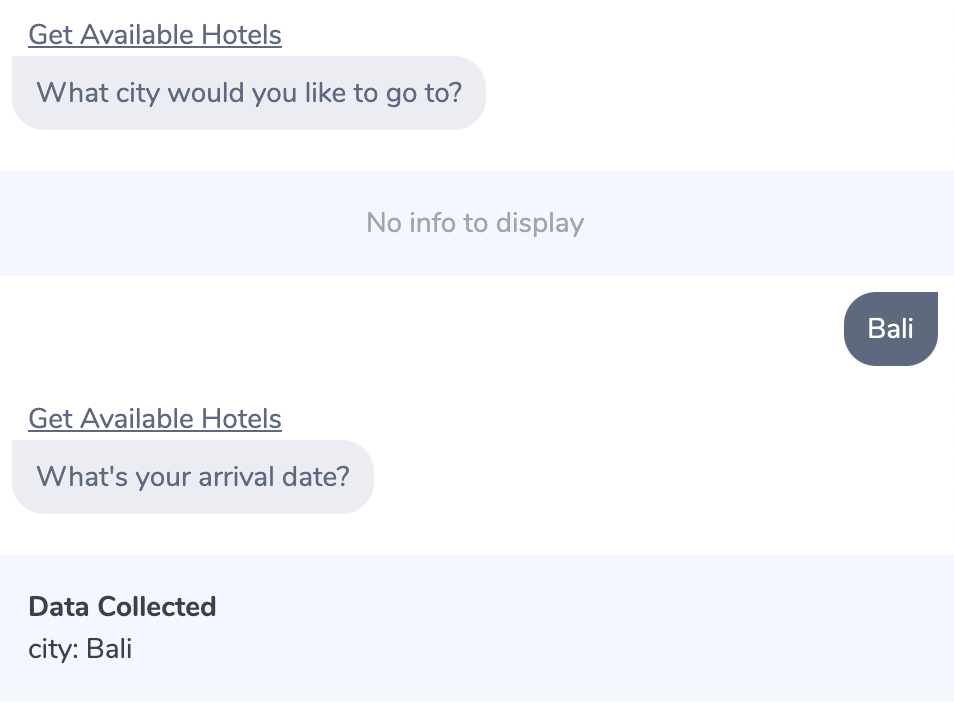 Get Available Hotels
What city would you like to go to?
No info to display
Bali
Get Available Hotels
What's your arrival date?
Data Collected
city: Bali